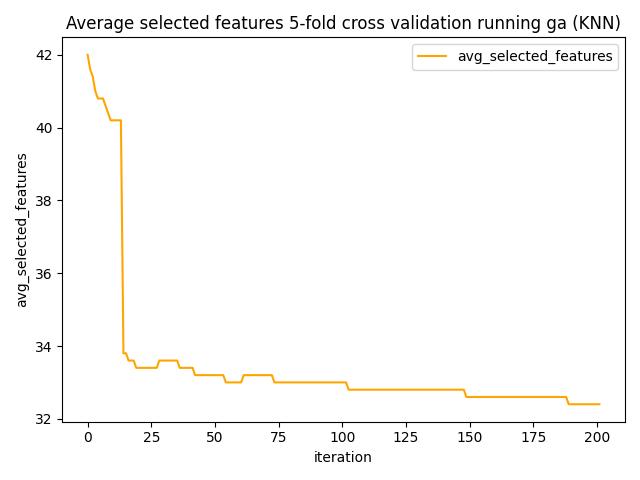 Average selected features 5-fold cross validation running ga (KNN)
avg_selected_features
42
40
38
36
34
32
avg_selected_features
0 25 50 75 100 125 150 175 200
iteration